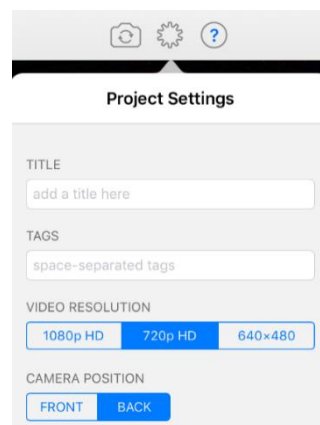 ?
Project Settings
TITLE
add a title here
TAGS
space-separated tags
VIDEO RESOLUTION
1080p HD 720p HD 640×480
CAMERA POSITION
FRONT BACK